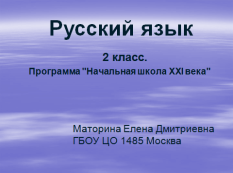 Русский язык
2 класс.
Программа "Начальная школа XXI века"
Маторина Елена Дмитриевна
ГБОУ ЦО 1485 Москва